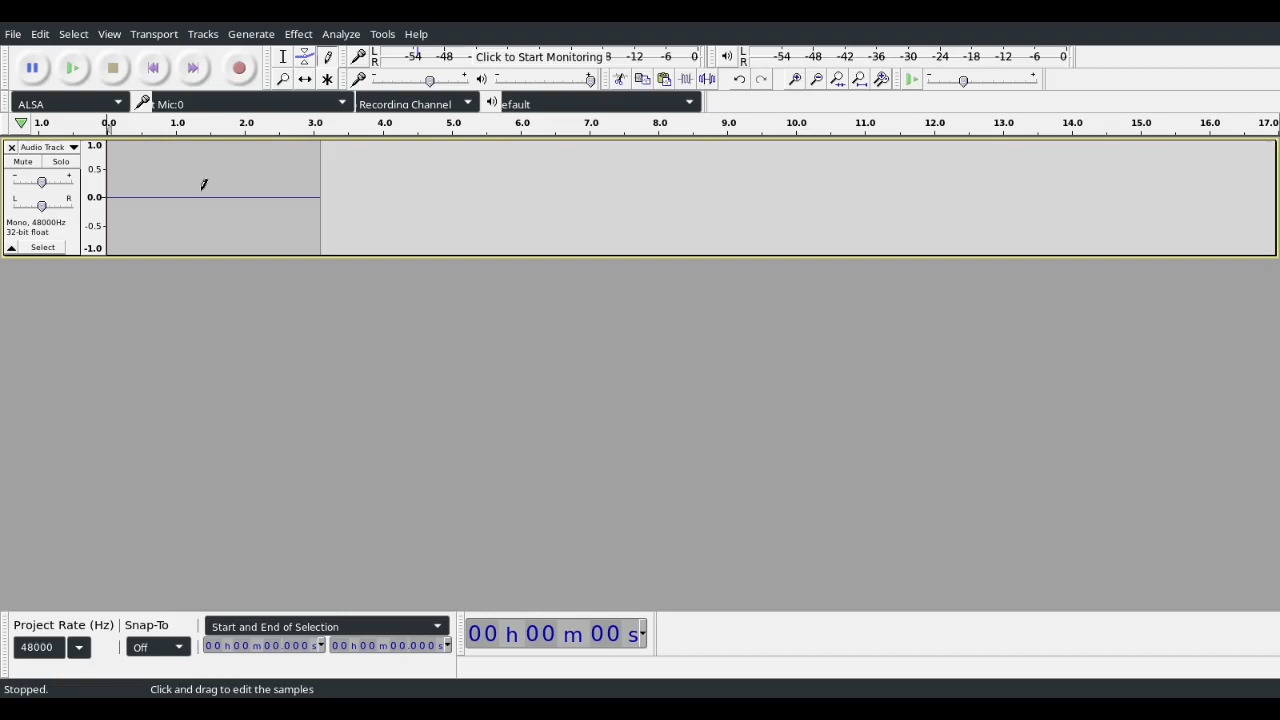 File Edit Select View Transport Tracks Generate Effect Analyze Tools Help
L R -54 -48 - Click to Start Monitoring -12 -6 0 L R -54 -48 -42 -36 -30 -24 -18 -12 -6 0
- + - + - +
ALSA : Mic:0 Recording Channel efault
1.0 0.0 1.0 2.0 3.0 4.0 5.0 6.0 7.0 8.0 9.0 10.0 11.0 12.0 13.0 14.0 15.0 16.0 17.0
Audio Track 1.0
Mute Solo 0.5
- +
L R 0.0
Mono, 48000Hz -0.5
32-bit float
Select -1.0
Project Rate (Hz) Snap-To Start and End of Selection
48000 Off 00 h 00 m 00.000 s 00 h 00 m 00.000 s 00 h 00 m 00 s
Stopped. Click and drag to edit the samples